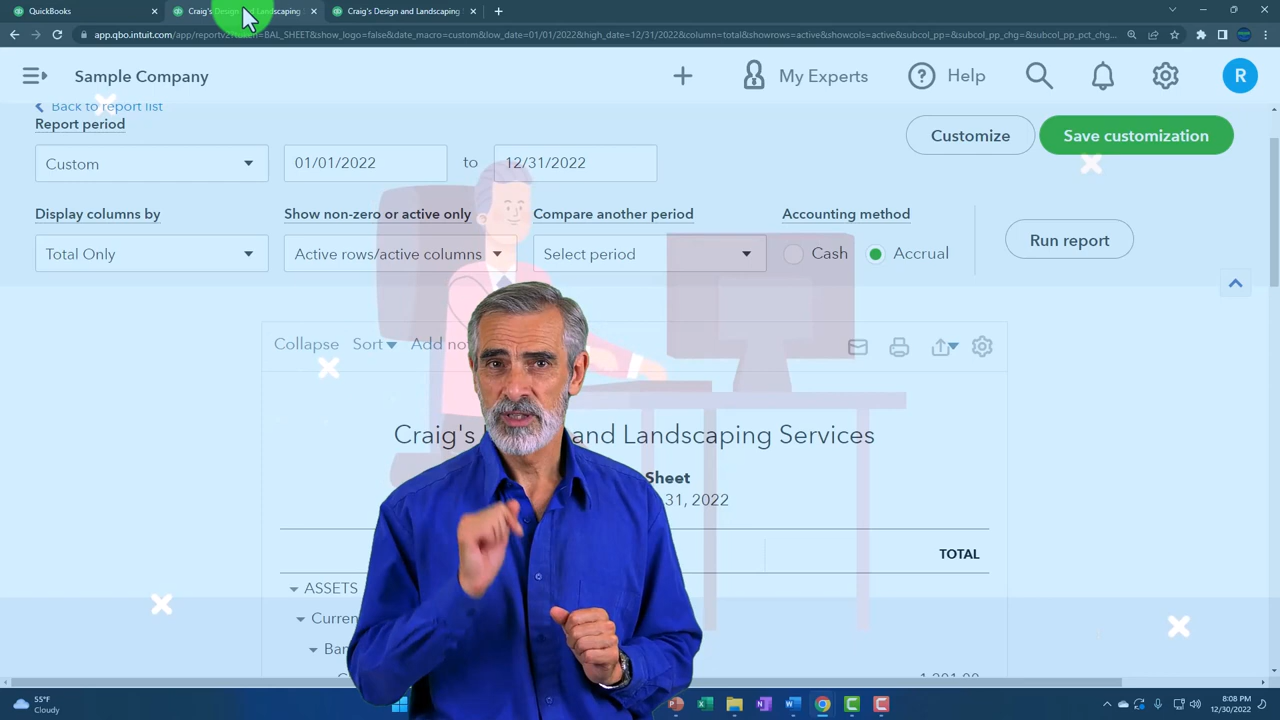 QuickBooks
Craig's Design and Landscaping
Craig's Design and Landscaping
app.qbo.intuit.com/app/reportv2?token=BAL_SHEET&show_logo=false&date_macro=custom&low_date=01/01/2022&high_date=12/31/2022&column=total&showrows=active&showcols=active&subcol_pp=&subcol_pp_chg=&subcol_pp_pct_chg...
Sample Company
My Experts
Help
R
Back to report list
Report period
Customize
Save customization
Custom
01/01/2022
to
12/31/2022
Display columns by
Show non-zero or active only
Compare another period
Accounting method
Total Only
Active rows/active columns
Select period
Cash
Accrual
Run report
Collapse
Sort
Add no
Craig's and Landscaping Services
Sheet
31, 2022
TOTAL
ASSETS
Curren
Ban
55°F
Cloudy
8:08 PM
12/30/2022